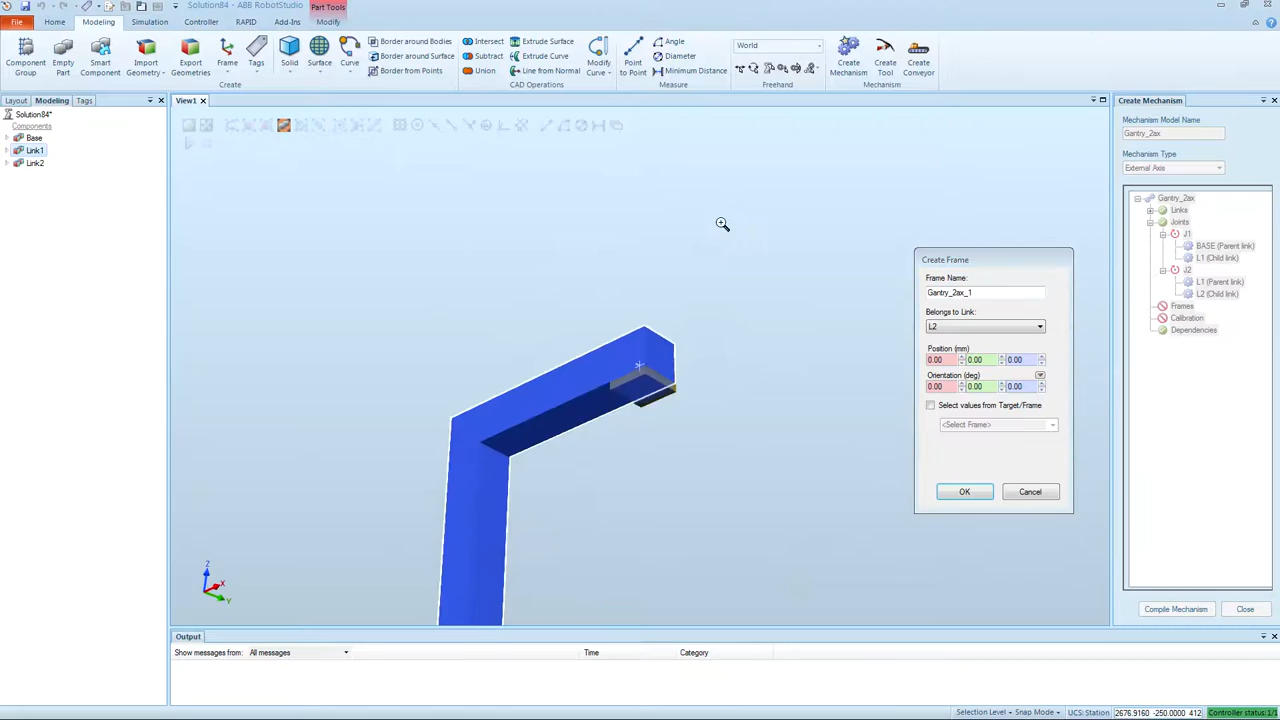 Solution84 - ABB RobotStudio
Part Tools
File
Home
Modeling
Simulation
Controller
RAPID
Add-Ins
Modify
Component Group
Empty Part
Smart Component
Import Geometry
Export Geometries
Frame
Tags
Solid
Surface
Curve
Border around Bodies
Border around Surface
Border from Points
Intersect
Subtract
Union
Extrude Surface
Extrude Curve
Line from Normal
Modify Curve
Point to Point
Angle
Diameter
Minimum Distance
World
Create Mechanism
Create Tool
Create Conveyor
Create
CAD Operations
Measure
Freehand
Mechanism
Layout
Modeling
Tags
View1
Solution84*
Components
Base
Link1
Link2
Z
X
Y
Create Frame
Frame Name:
Gantry_2ax_1
Belongs to Link:
L2
Position (mm)
0.00
0.00
0.00
Orientation (deg)
0.00
0.00
0.00
Select values from Target/Frame
<Select Frame>
OK
Cancel
Create Mechanism
Mechanism Model Name
Gantry_2ax
Mechanism Type
External Axis
Gantry_2ax
Links
Joints
J1
BASE (Parent link)
L1 (Child link)
J2
L1 (Parent link)
L2 (Child link)
Frames
Calibration
Dependencies
Compile Mechanism
Close
Output
Show messages from:
All messages
Time
Category
Selection Level
Snap Mode
UCS: Station
2676.9160 -250.0000 412
Controller status: 1/1